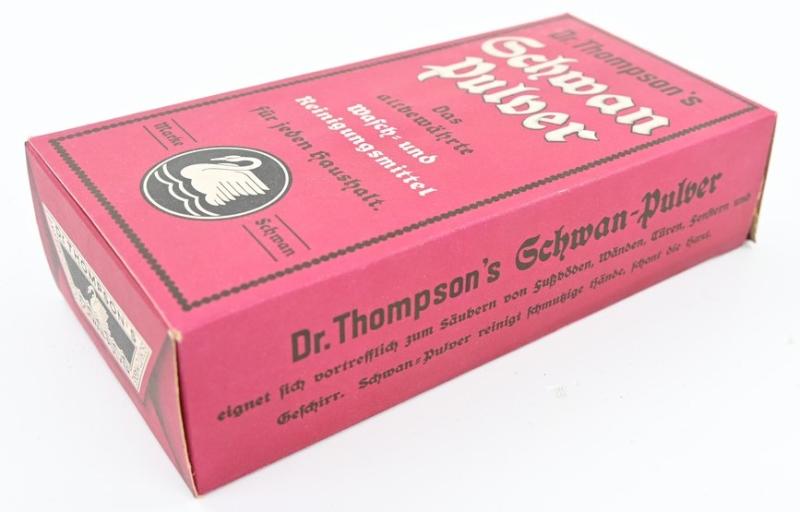 Dr. Thompson's
Schwan
Pulver
Das
altbewährte
Wasch- und
Reinigungsmittel
für jeden Haushalt.
Marke
Schwan
Dr. Thompson's Schwan-Pulver
eignet sich vortrefflich zum Säubern von Fußböden, Wänden, Türen, Fenstern und
Geschirr. Schwan-Pulver reinigt schmutzige Hände, schont die Haut.
Dr THOMPSON'S